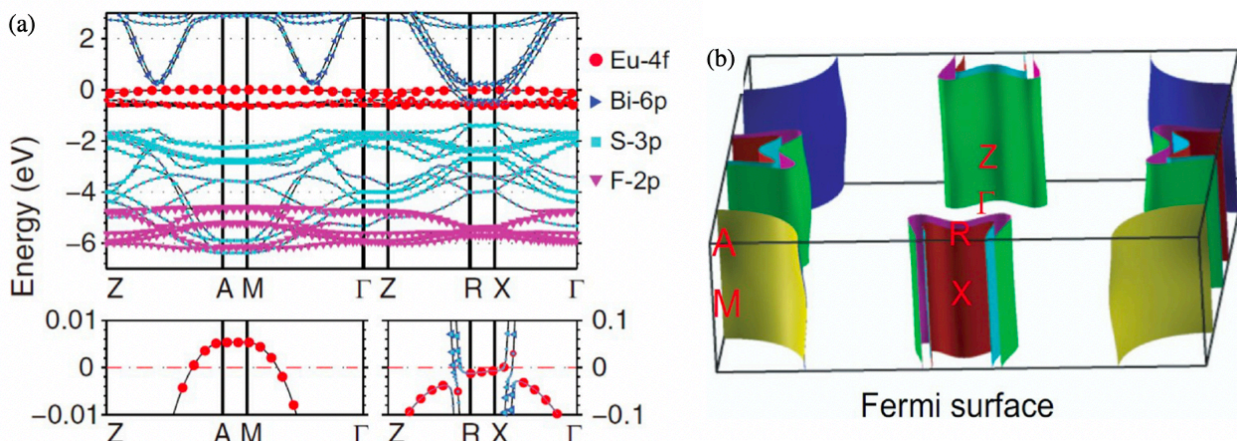 (a)
2
0
−2
−4
−6
Energy (eV)
Z
A
M
Γ
Z
R
X
Γ
Eu-4f
Bi-6p
S-3p
F-2p
0.01
0
−0.01
0.1
0
−0.1
Z
A
M
Γ
Z
R
X
Γ
(b)
Z
Γ
R
X
A
M
Fermi surface